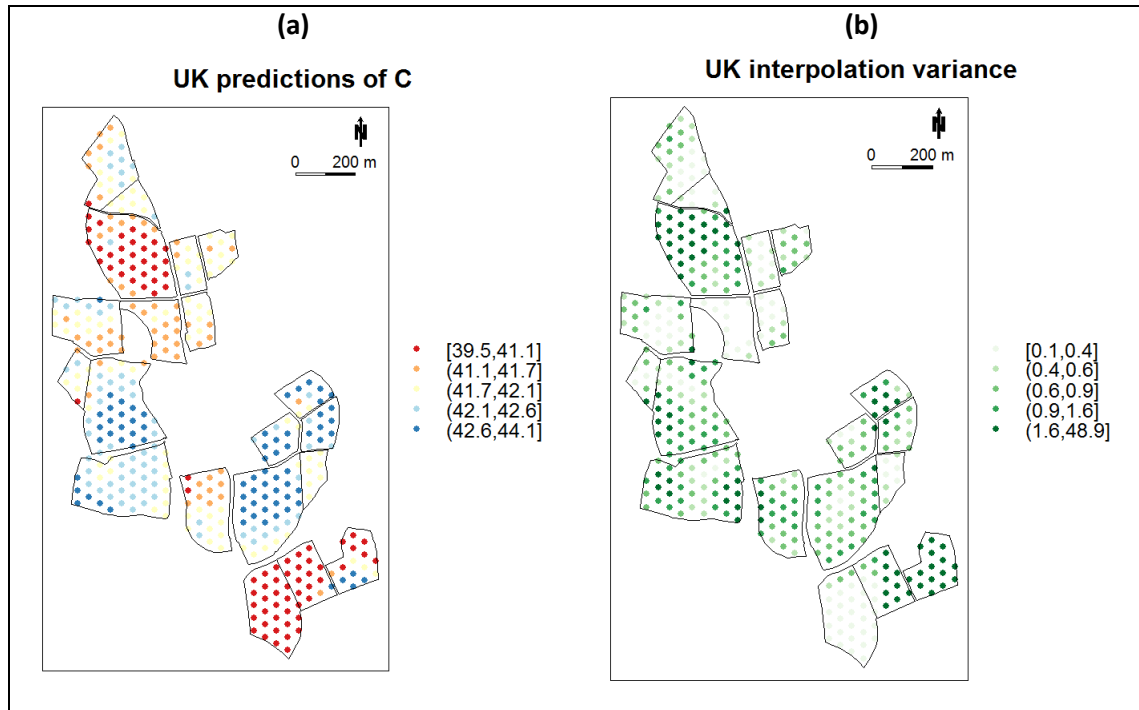 (a)
UK predictions of C
N
0 200 m
[39.5,41.1]
(41.1,41.7]
(41.7,42.1]
(42.1,42.6]
(42.6,44.1]
(b)
UK interpolation variance
N
0 200 m
[0.1,0.4]
(0.4,0.6]
(0.6,0.9]
(0.9,1.6]
(1.6,48.9]